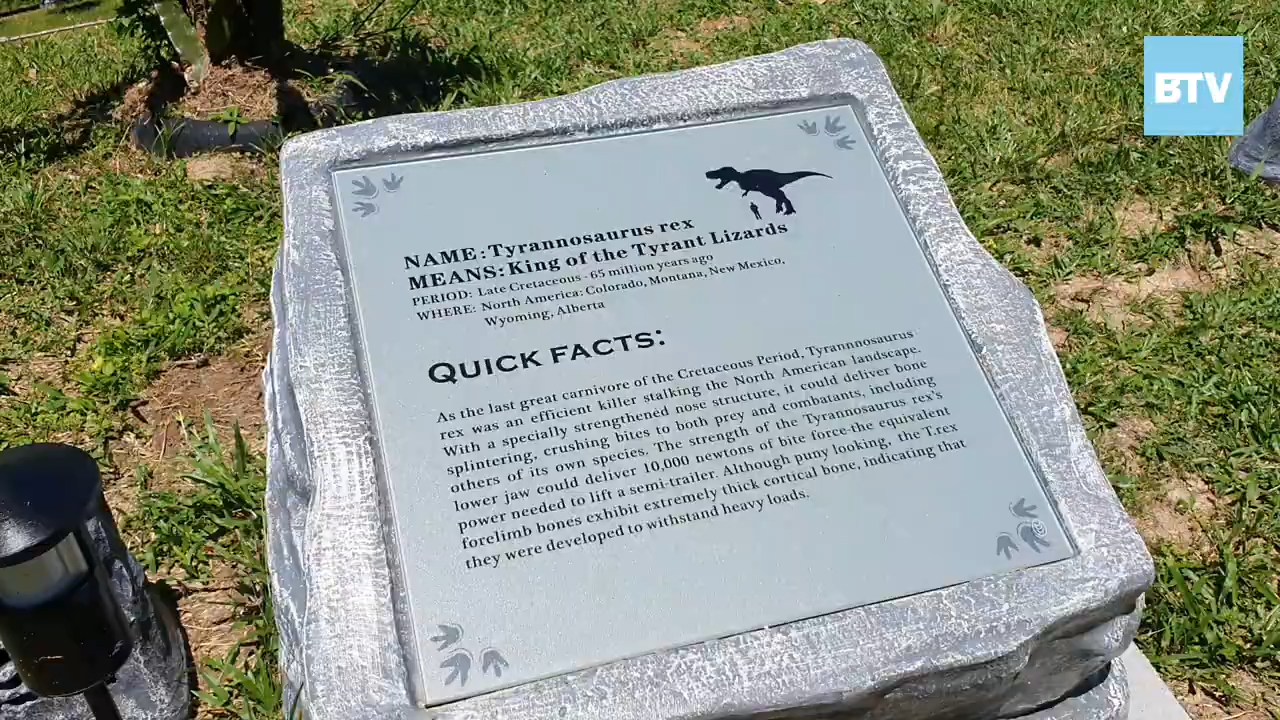 BTV
NAME: Tyrannosaurus rex
MEANS: King of the Tyrant Lizards
PERIOD: Late Cretaceous - 65 million years ago
WHERE: North America: Colorado, Montana, New Mexico,
Wyoming, Alberta
QUICK FACTS:
As the last great carnivore of the Cretaceous Period, Tyrannnosaurus
rex was an efficient killer stalking the North American landscape.
With a specially strengthened nose structure, it could deliver bone
splintering, crushing bites to both prey and combatants, including
others of its own species. The strength of the Tyrannosaurus rex's
lower jaw could deliver 10,000 newtons of bite force-the equivalent
power needed to lift a semi-trailer. Although puny looking, the T.rex
forelimb bones exhibit extremely thick cortical bone, indicating that
they were developed to withstand heavy loads.